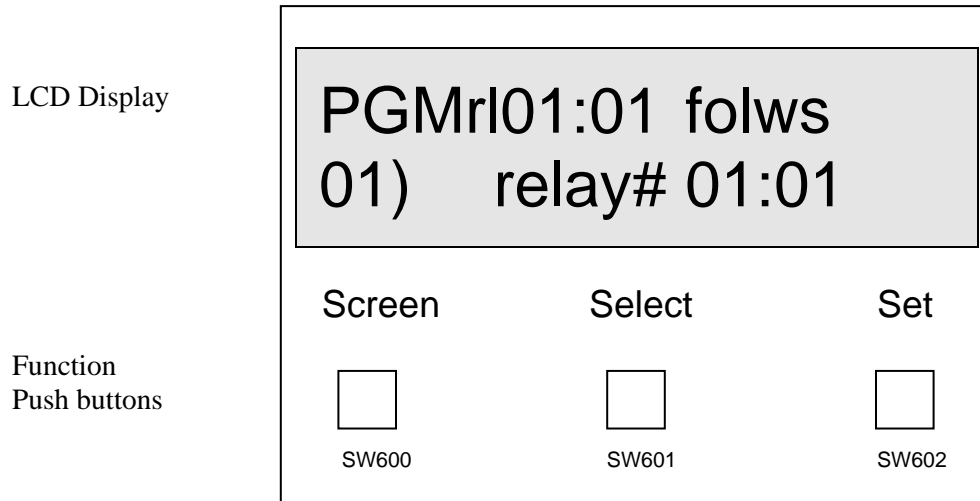 LCD Display
PGMrl01:01 folws
01) relay# 01:01
Screen Select Set
Function
Push buttons
SW600 SW601 SW602